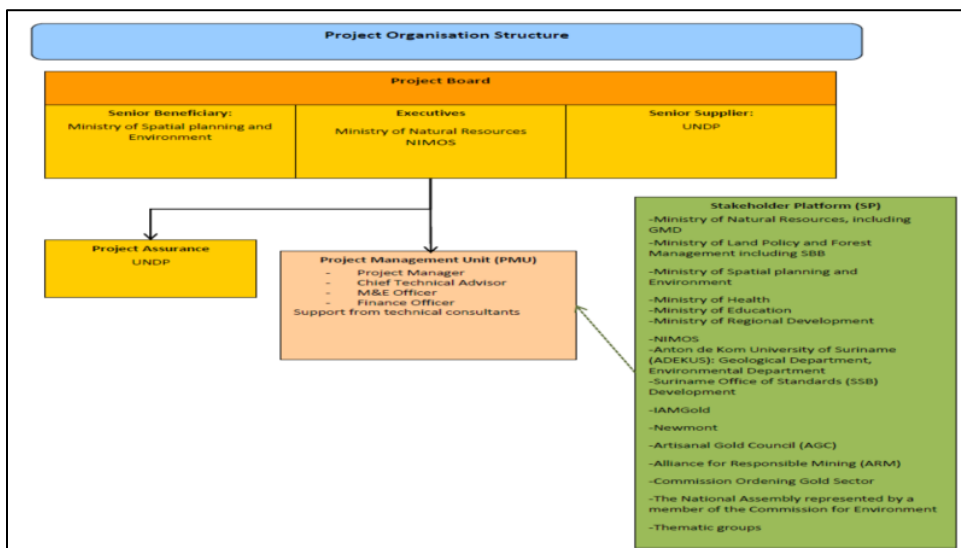 Project Organisation Structure
Project Board
Senior Beneficiary:
Ministry of Spatial planning and
Environment
Executives
Ministry of Natural Resources
NIMOS
Senior Supplier:
UNDP
Project Assurance
UNDP
Project Management Unit (PMU)
- Project Manager
- Chief Technical Advisor
- M&E Officer
- Finance Officer
Support from technical consultants
Stakeholder Platform (SP)
-Ministry of Natural Resources, including
GMD
-Ministry of Land Policy and Forest
Management including SBB
-Ministry of Spatial planning and
Environment
-Ministry of Health
-Ministry of Education
-Ministry of Regional Development
-NIMOS
-Anton de Kom University of Suriname
(ADEKUS): Geological Department,
Environmental Department
-Suriname Office of Standards (SSB)
Development
-IAMGold
-Newmont
-Artisanal Gold Council (AGC)
-Alliance for Responsible Mining (ARM)
-Commission Ordening Gold Sector
-The National Assembly represented by a
member of the Commission for Environment
-Thematic groups